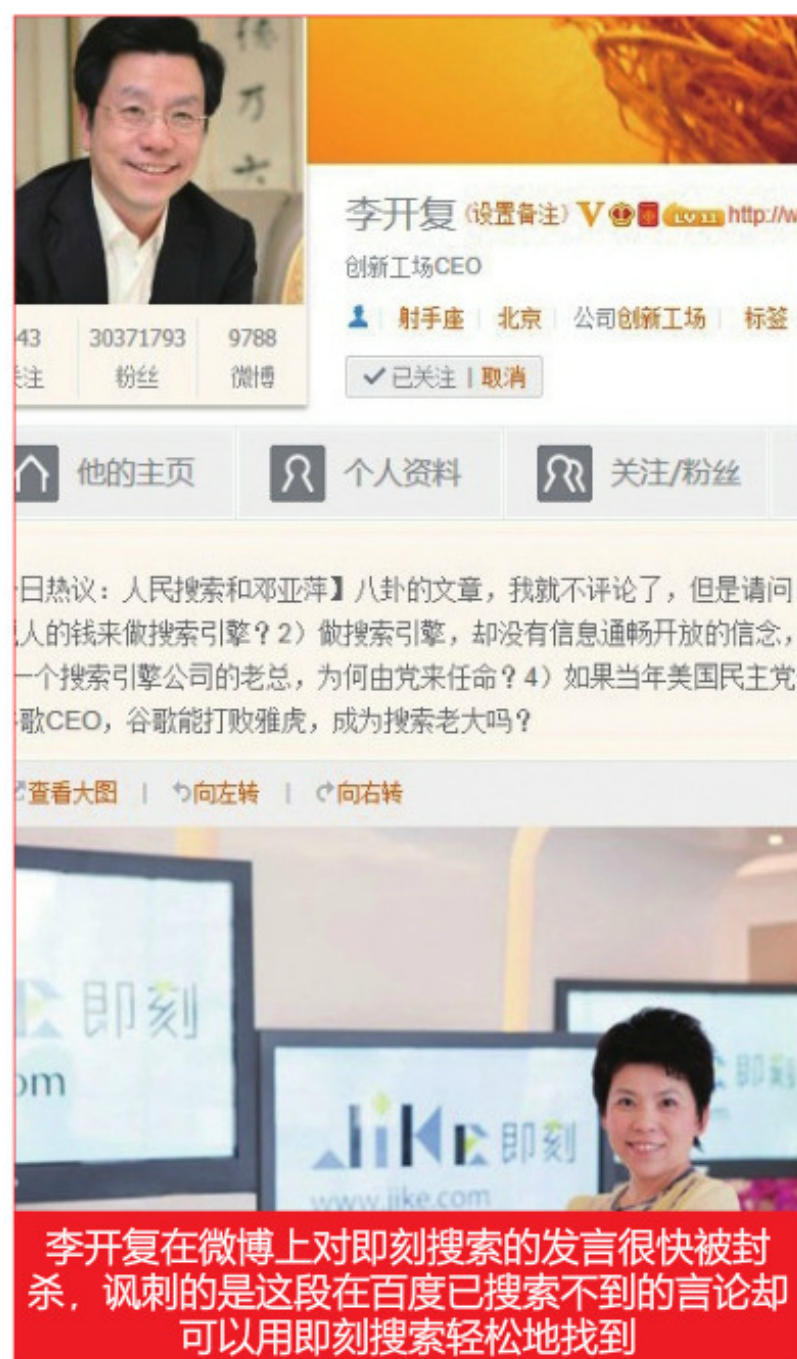 李开复 (设置备注) V LV 11 http://w
创新工场CEO
射手座 北京 公司创新工场 标签
43 30371793 9788
关注 粉丝 微博
已关注 | 取消
他的主页 个人资料 关注/粉丝
日热议：人民搜索和邓亚萍】八卦的文章，我就不评论了，但是请问
人的钱来做搜索引擎？2）做搜索引擎，却没有信息通畅开放的信念，
一个搜索引擎公司的老总，为何由党来任命？4）如果当年美国民主党
歌CEO，谷歌能打败雅虎，成为搜索老大吗？
查看大图 | 向左转 | 向右转
即刻
om
JiKE 即刻
www.jike.com
即刻
李开复在微博上对即刻搜索的发言很快被封
杀，讽刺的是这段在百度已搜索不到的言论却
可以用即刻搜索轻松地找到